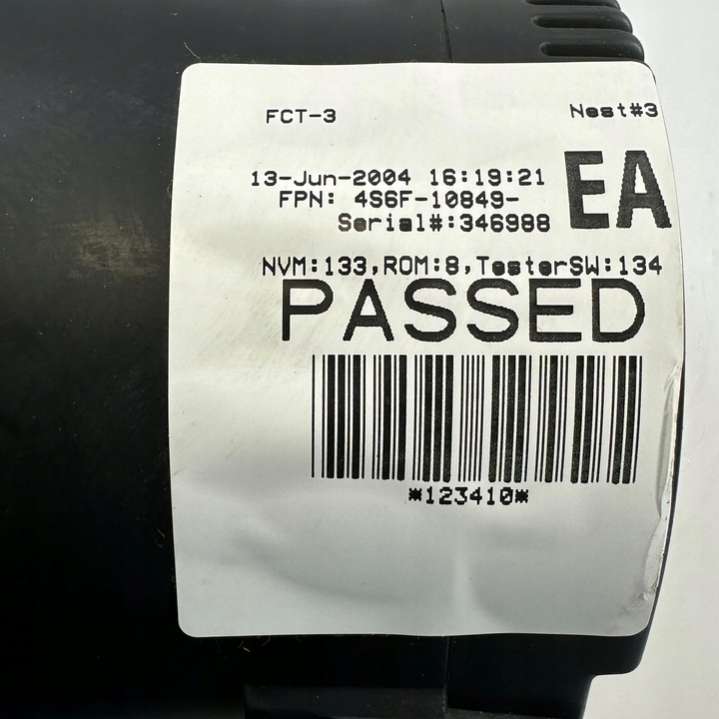 FCT-3 Nest#3
13-Jun-2004 16:19:21 EA
FPN: 4S6F-10849-
Serial#:346988
NVM:133,ROM:8,TesterSW:134
PASSED
*123410*